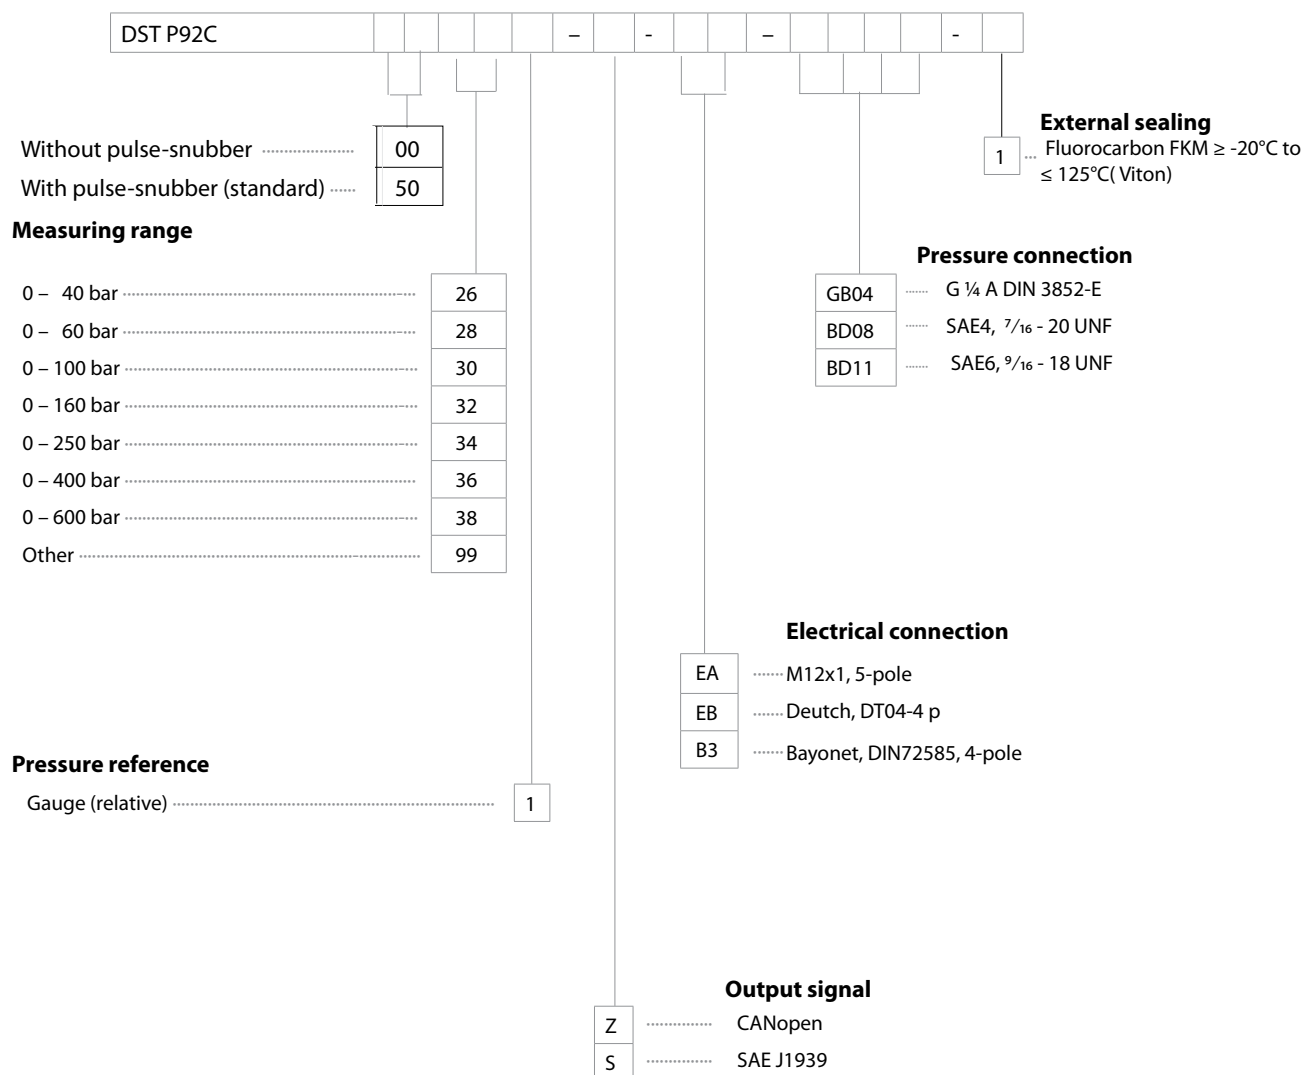 DST P92C – - – -
Without pulse-snubber 00
With pulse-snubber (standard) 50
External sealing
1 Fluorocarbon FKM ≥ -20°C to
≤ 125°C( Viton)
Measuring range
0 – 40 bar 26
0 – 60 bar 28
0 – 100 bar 30
0 – 160 bar 32
0 – 250 bar 34
0 – 400 bar 36
0 – 600 bar 38
Other 99
Pressure connection
GB04 G ¼ A DIN 3852-E
BD08 SAE4, ⁷⁄₁₆ - 20 UNF
BD11 SAE6, ⁹⁄₁₆ - 18 UNF
Electrical connection
EA M12x1, 5-pole
EB Deutch, DT04-4 p
B3 Bayonet, DIN72585, 4-pole
Pressure reference
Gauge (relative) 1
Output signal
Z CANopen
S SAE J1939